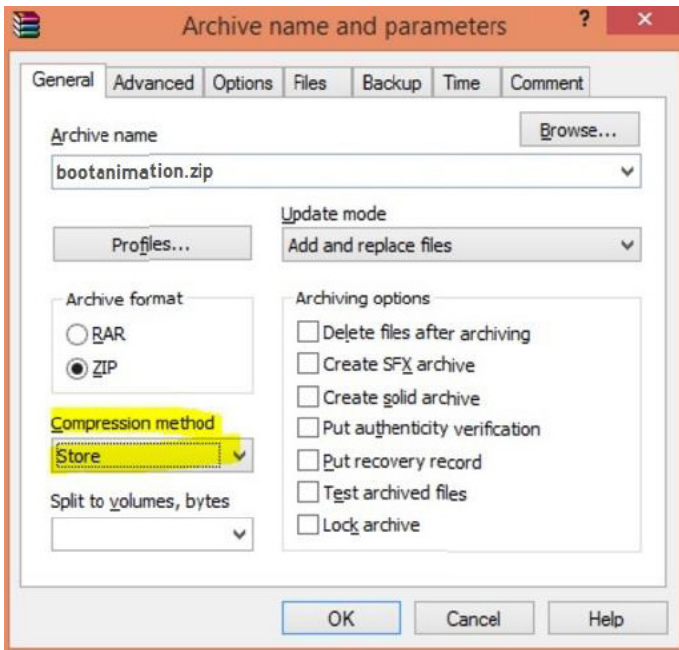 Archive name and parameters
?
×
General Advanced Options Files Backup Time Comment
Archive name
Browse...
bootanimation.zip
Update mode
Profiles...
Add and replace files
Archive format
RAR
ZIP
Archiving options
Delete files after archiving
Create SFX archive
Create solid archive
Put authenticity verification
Put recovery record
Test archived files
Lock archive
Compression method
Store
Split to volumes, bytes
OK Cancel Help